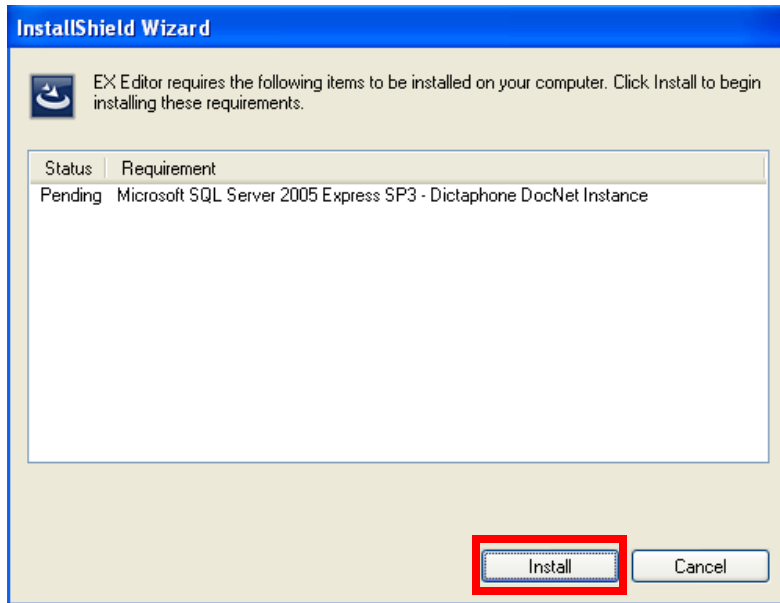 InstallShield Wizard
EX Editor requires the following items to be installed on your computer. Click Install to begin
installing these requirements.
Status Requirement
Pending Microsoft SQL Server 2005 Express SP3 - Dictaphone DocNet Instance
Install Cancel